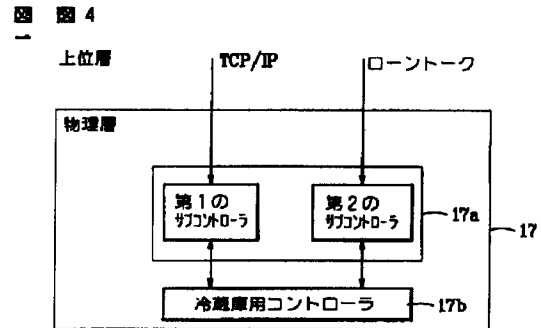 図 図4
上位層 TCP/IP ローントーク
物理層
第1の 第2の
サブコントローラ サブコントローラ 17a
17
冷蔵庫用コントローラ 17b